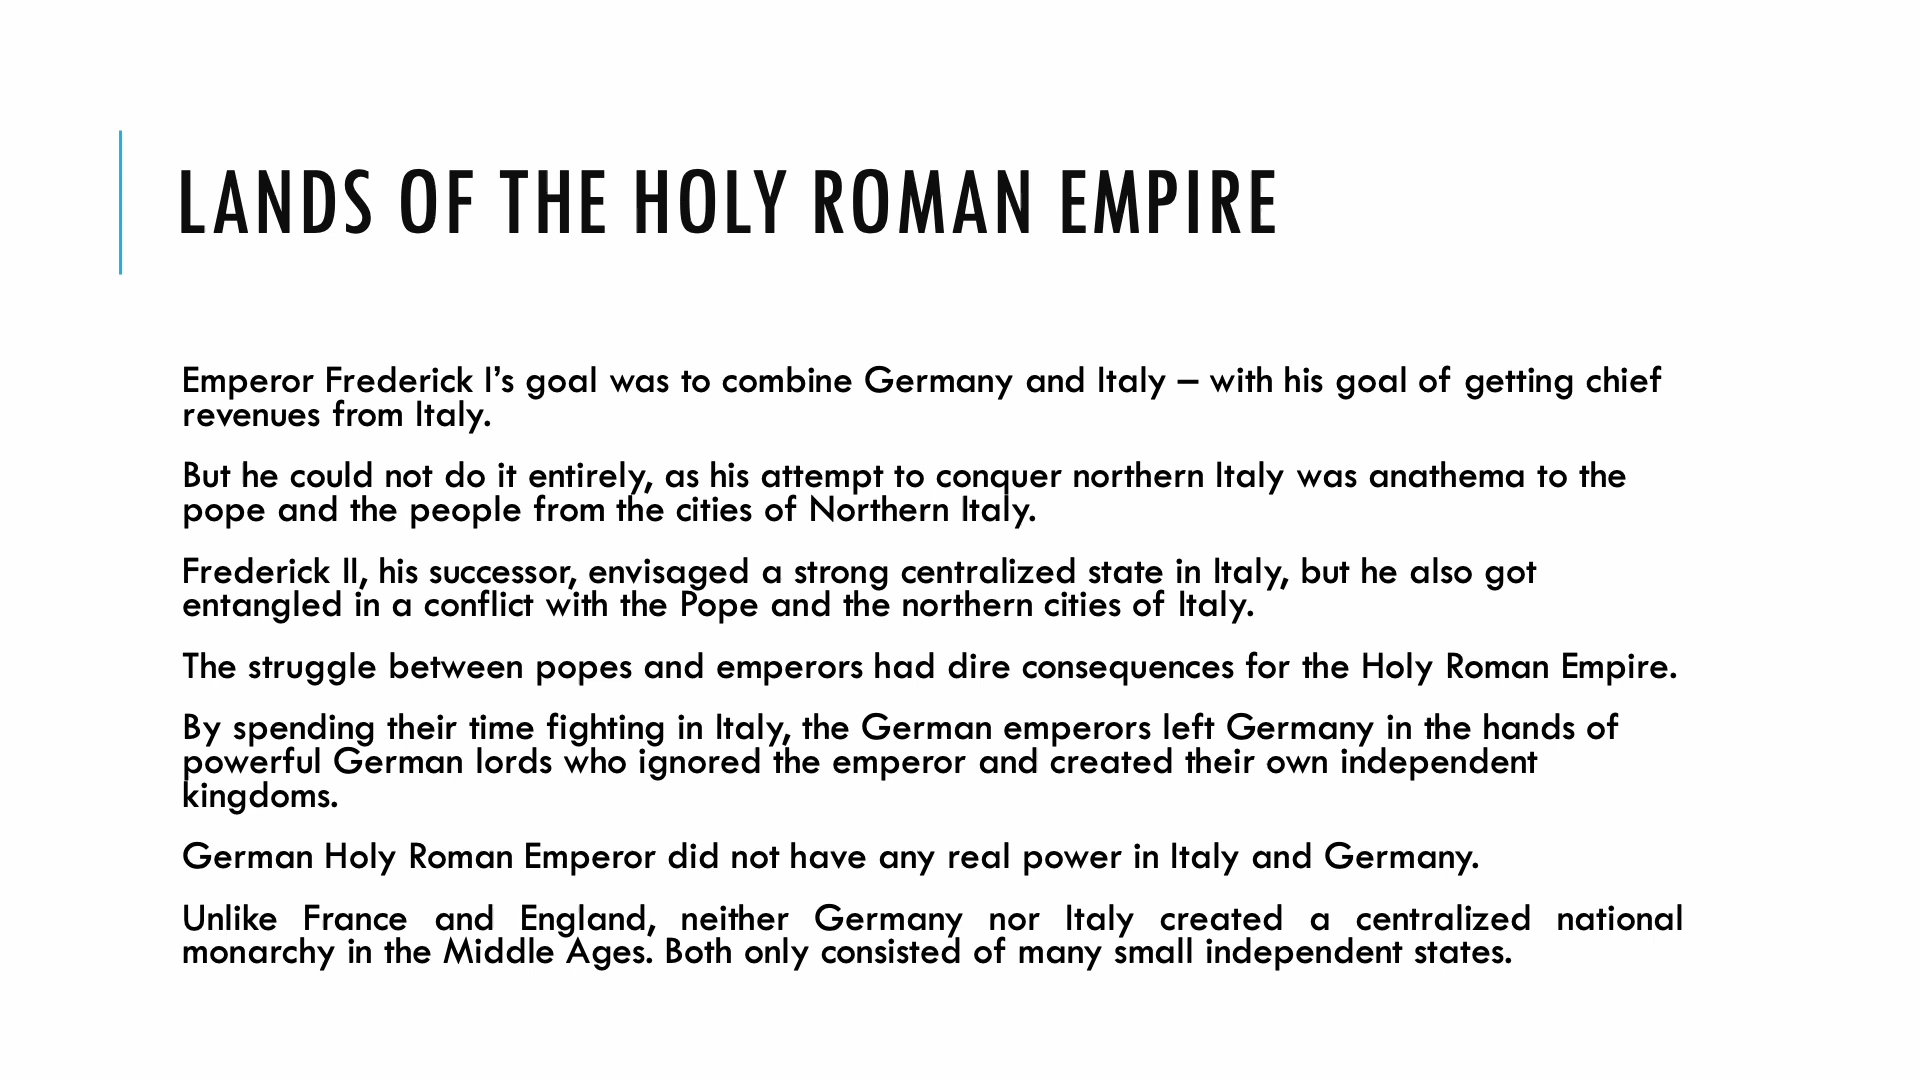 LANDS OF THE HOLY ROMAN EMPIRE
Emperor Frederick I’s goal was to combine Germany and Italy – with his goal of getting chief
revenues from Italy.
But he could not do it entirely, as his attempt to conquer northern Italy was anathema to the
pope and the people from the cities of Northern Italy.
Frederick II, his successor, envisaged a strong centralized state in Italy, but he also got
entangled in a conflict with the Pope and the northern cities of Italy.
The struggle between popes and emperors had dire consequences for the Holy Roman Empire.
By spending their time fighting in Italy, the German emperors left Germany in the hands of
powerful German lords who ignored the emperor and created their own independent
kingdoms.
German Holy Roman Emperor did not have any real power in Italy and Germany.
Unlike France and England, neither Germany nor Italy created a centralized national
monarchy in the Middle Ages. Both only consisted of many small independent states.